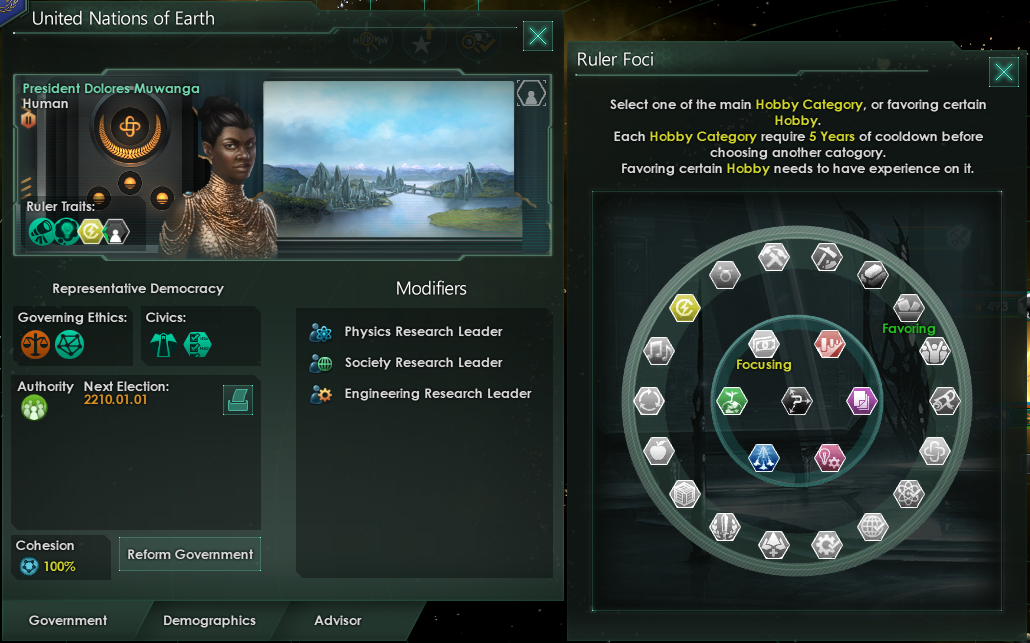 United Nations of Earth
President Dolores Muwanga
Human
Ruler Traits:
Representative Democracy
Governing Ethics:
Civics:
Authority
Next Election:
2210.01.01
Cohesion
100%
Reform Government
Modifiers
Physics Research Leader
Society Research Leader
Engineering Research Leader
Government
Demographics
Advisor
Ruler Foci
Select one of the main Hobby Category, or favoring certain
Hobby.
Each Hobby Category require 5 Years of cooldown before
choosing another catogory.
Favoring certain Hobby needs to have experience on it.
Favoring
Focusing